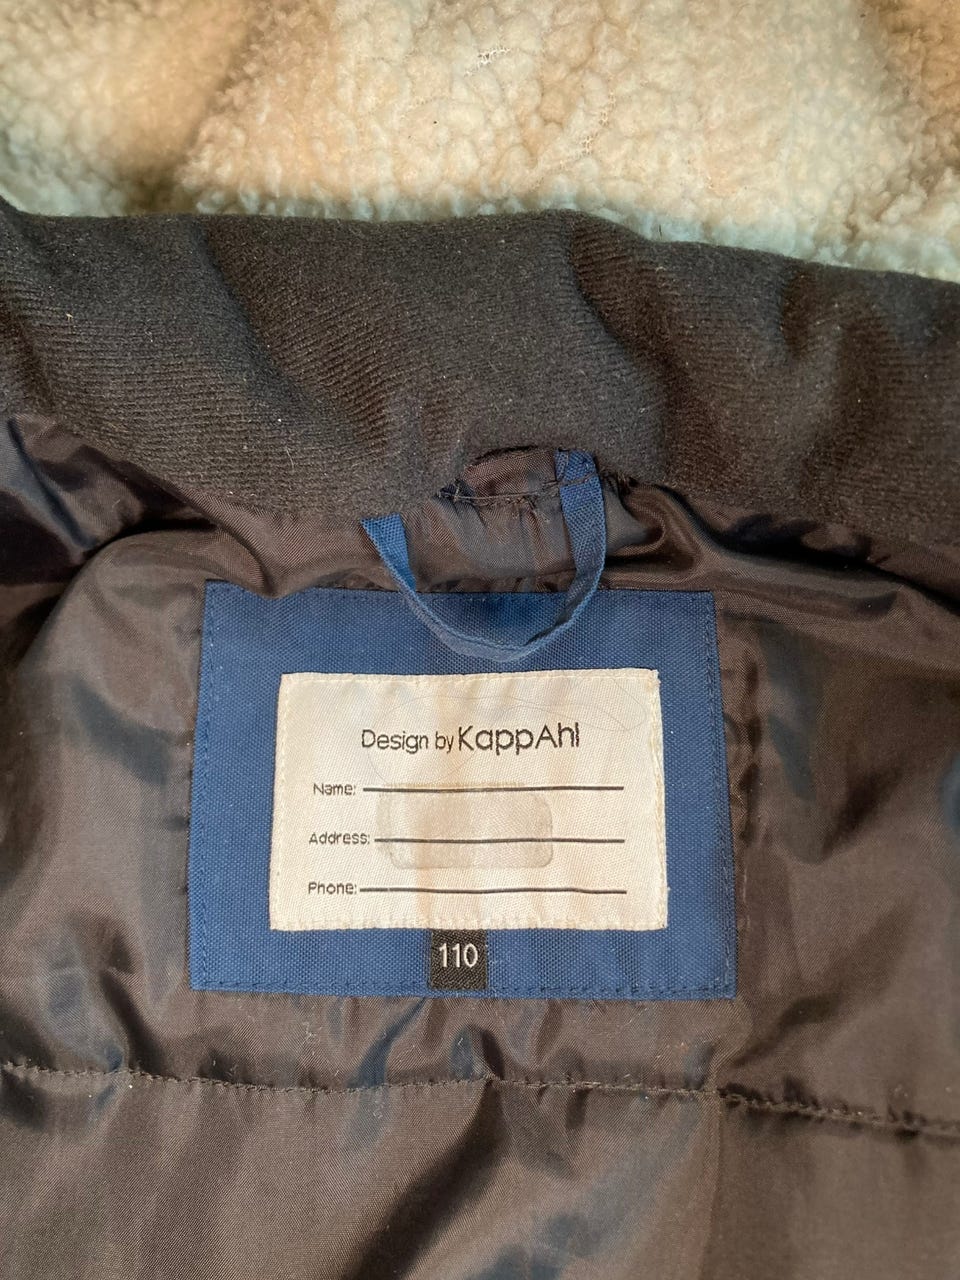 Design by KappAhl
Name:
Address:
Phone:
110